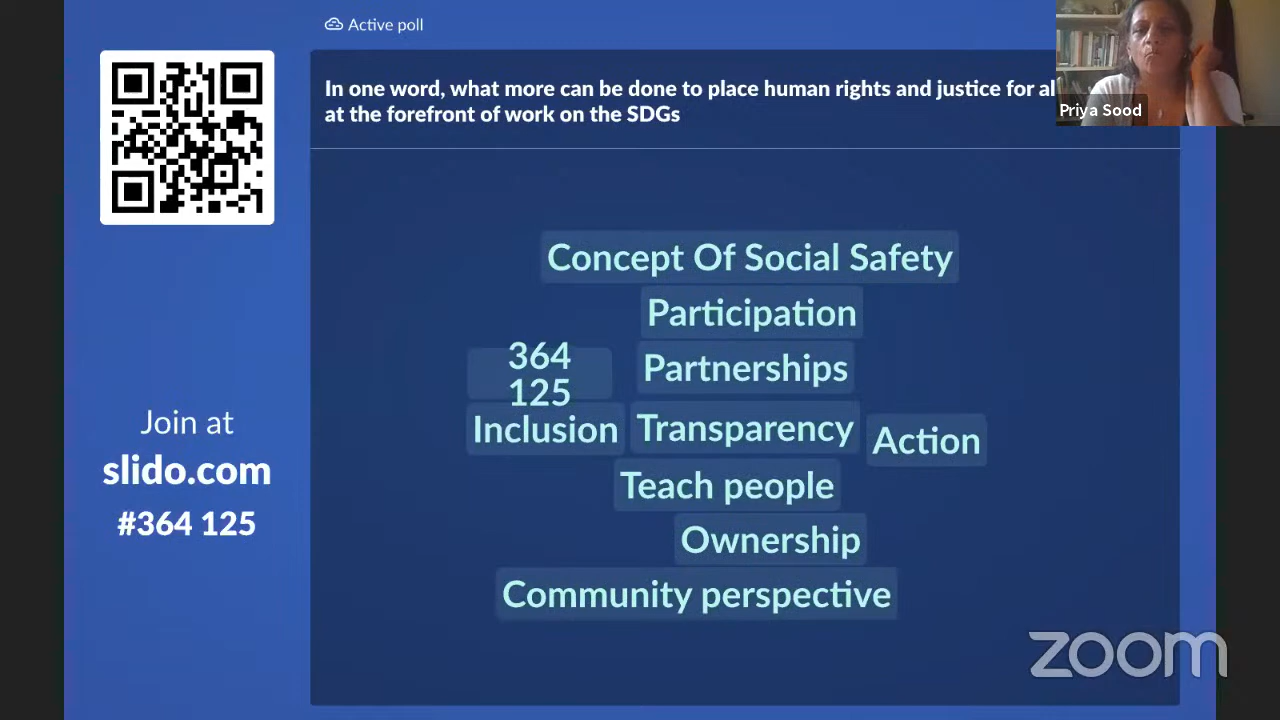 Active poll
In one word, what more can be done to place human rights and justice for al
at the forefront of work on the SDGs
Priya Sood
Concept Of Social Safety
Participation
364
125
Partnerships
Inclusion
Transparency
Action
Teach people
Ownership
Community perspective
Join at
slido.com
#364 125
zoom